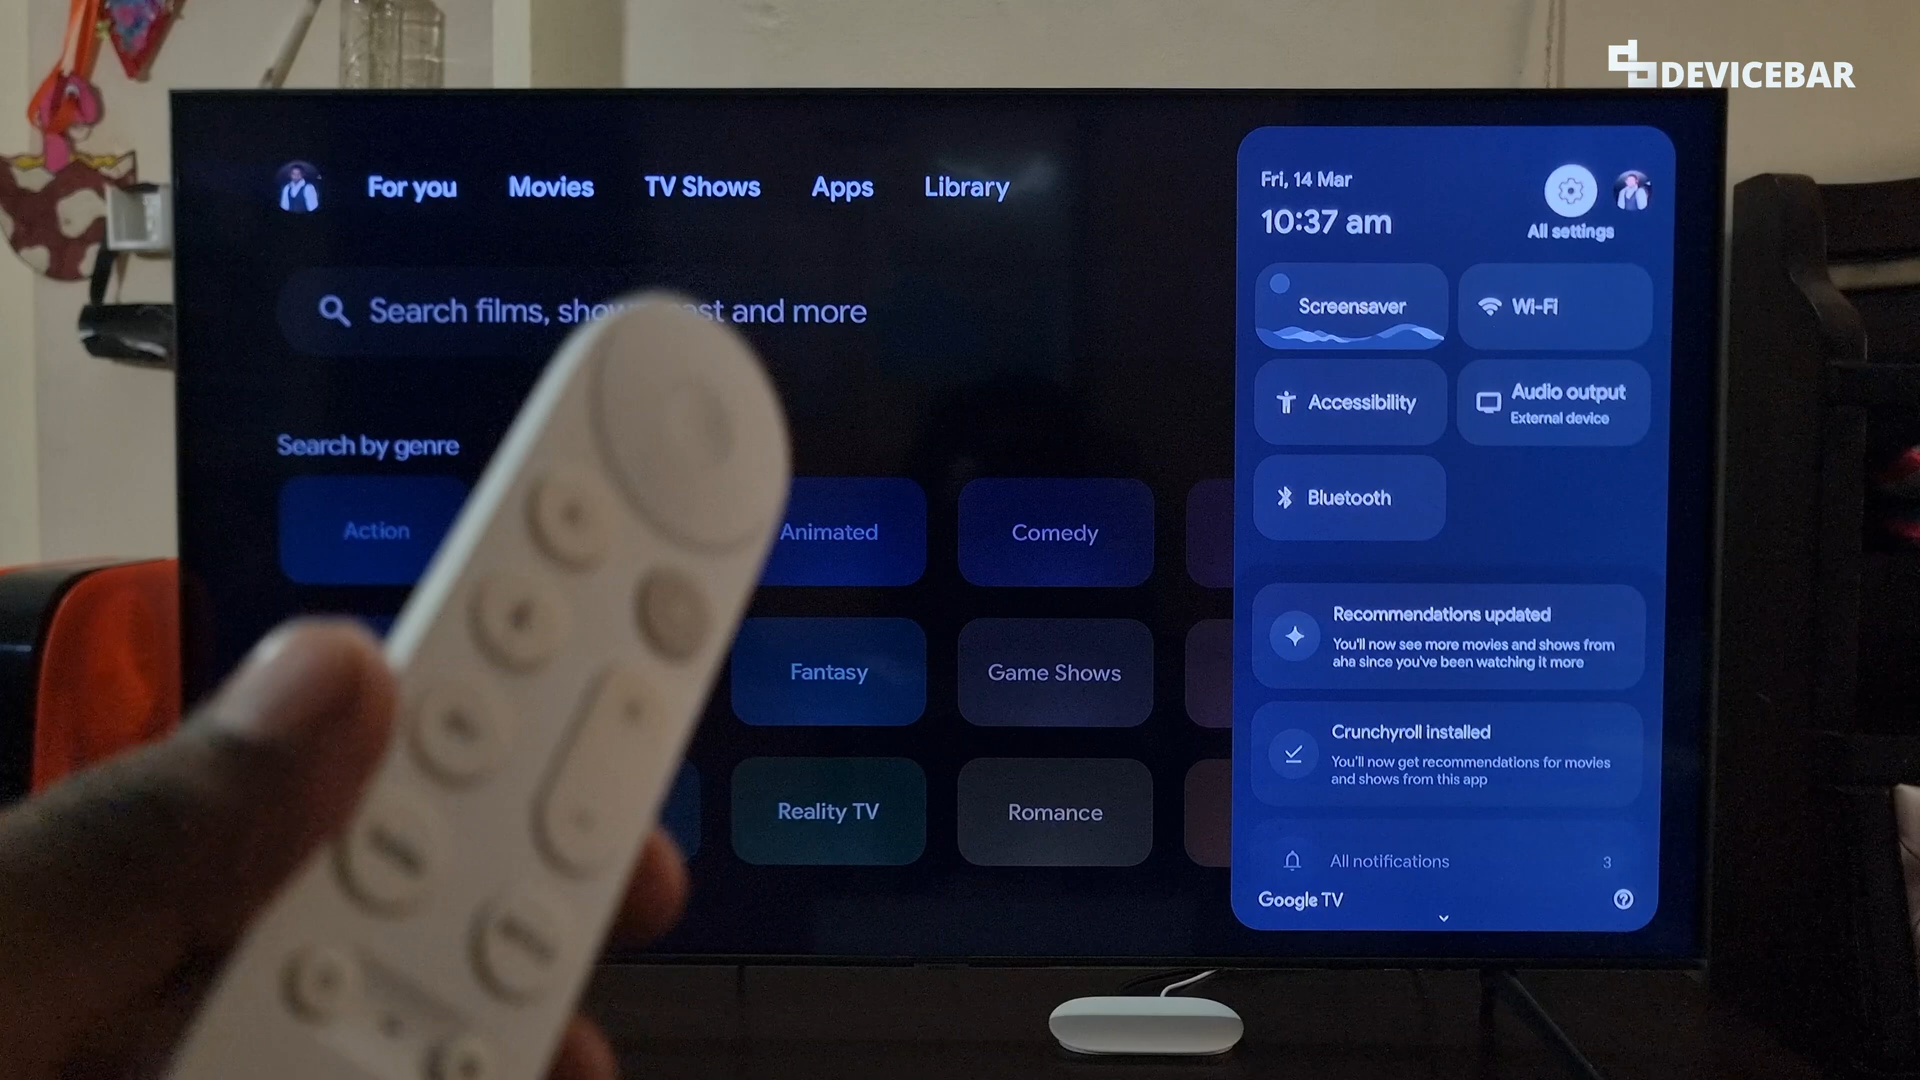 DEVICEBAR
For you
Movies
TV Shows
Apps
Library
Search films, and more
Search by genre
Action
Animated
Comedy
Fantasy
Game Shows
Reality TV
Romance
Fri, 14 Mar
10:37 am
All settings
Screensaver
Wi-Fi
Accessibility
Audio output
External device
Bluetooth
Recommendations updated
You'll now see more movies and shows from
aha since you've been watching it more
Crunchyroll installed
You'll now get recommendations for movies
and shows from this app
All notifications
3
Google TV